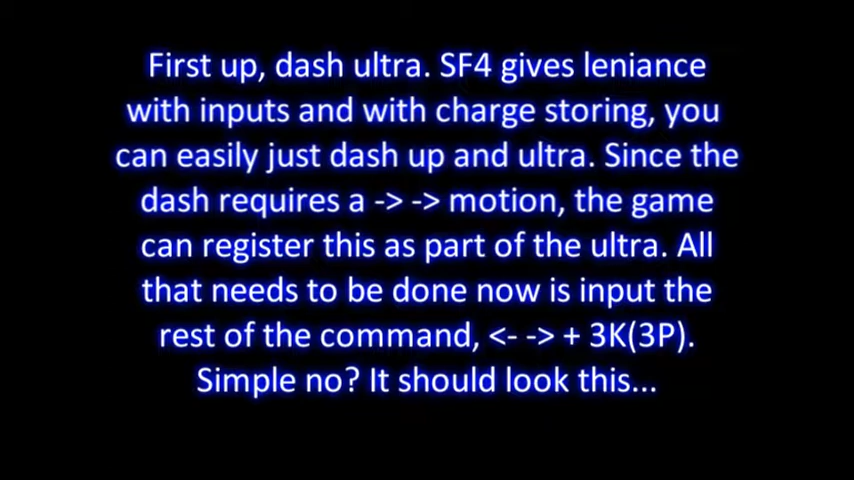 First up, dash ultra. SF4 gives leniance
with inputs and with charge storing, you
can easily just dash up and ultra. Since the
dash requires a -> -> motion, the game
can register this as part of the ultra. All
that needs to be done now is input the
rest of the command, <- -> + 3K(3P).
Simple no? It should look this...